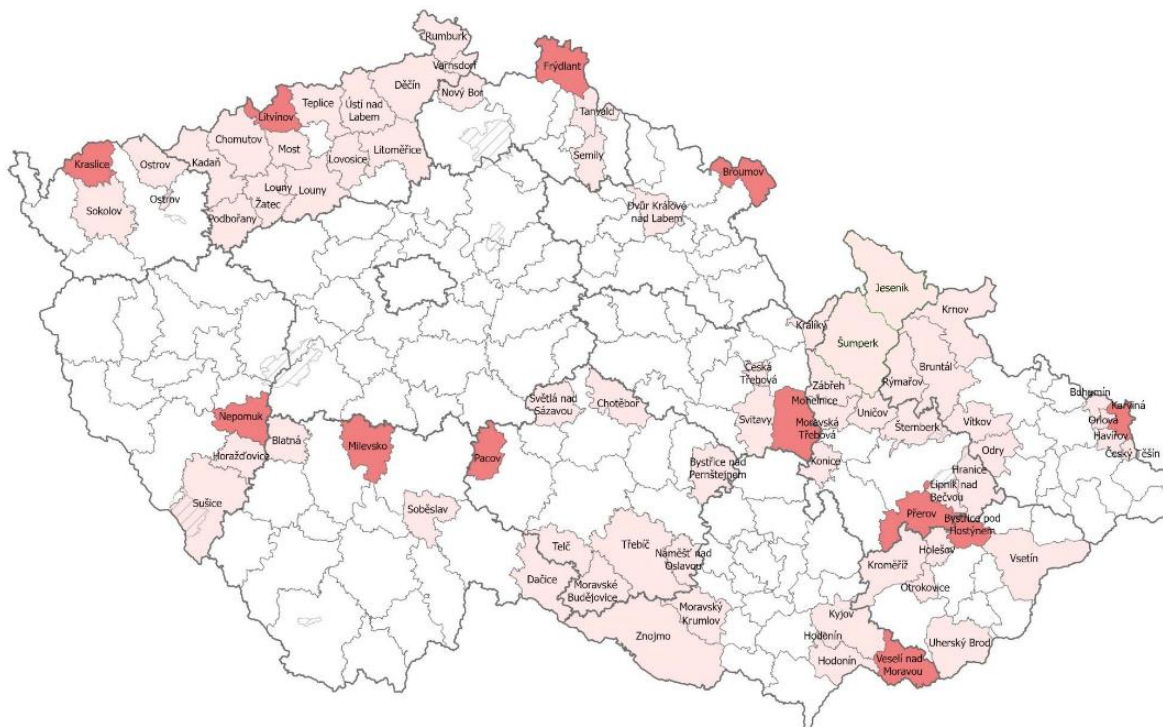 Rumburk
Varnsdorf
Děčín
Nový Bor
Frýdlant
Tanvald
Semily
Litvínov
Teplice
Ústí nad
Labem
Chomutov
Most
Lovosice
Litoměřice
Kadaň
Kraslice
Ostrov
Ostrov
Sokolov
Louny
Louny
Žatec
Podbořany
Broumov
Dvůr Králové
nad Labem
Jeseník
Krnov
Králíky
Šumperk
Bruntál
Rýmařov
Česká
Třebová
Zábřeh
Mohelnice
Moravská
Třebová
Svitavy
Uničov
Šternberk
Konice
Vítkov
Odry
Bohumín
Karviná
Orlová
Havířov
Český Těšín
Hranice
Lipník nad
Bečvou
Přerov
Bystřice pod
Hostýnem
Holešov
Kroměříž
Otrokovice
Vsetín
Světlá nad
Sázavou
Chotěboř
Bystřice nad
Pernštejnem
Nepomuk
Horažďovice
Blatná
Sušice
Milevsko
Pacov
Soběslav
Telč
Třebíč
Náměšť nad
Oslavou
Dačice
Moravské
Budějovice
Moravský
Krumlov
Znojmo
Kyjov
Hodonín
Hodonín
Veselí nad
Moravou
Uherský Brod